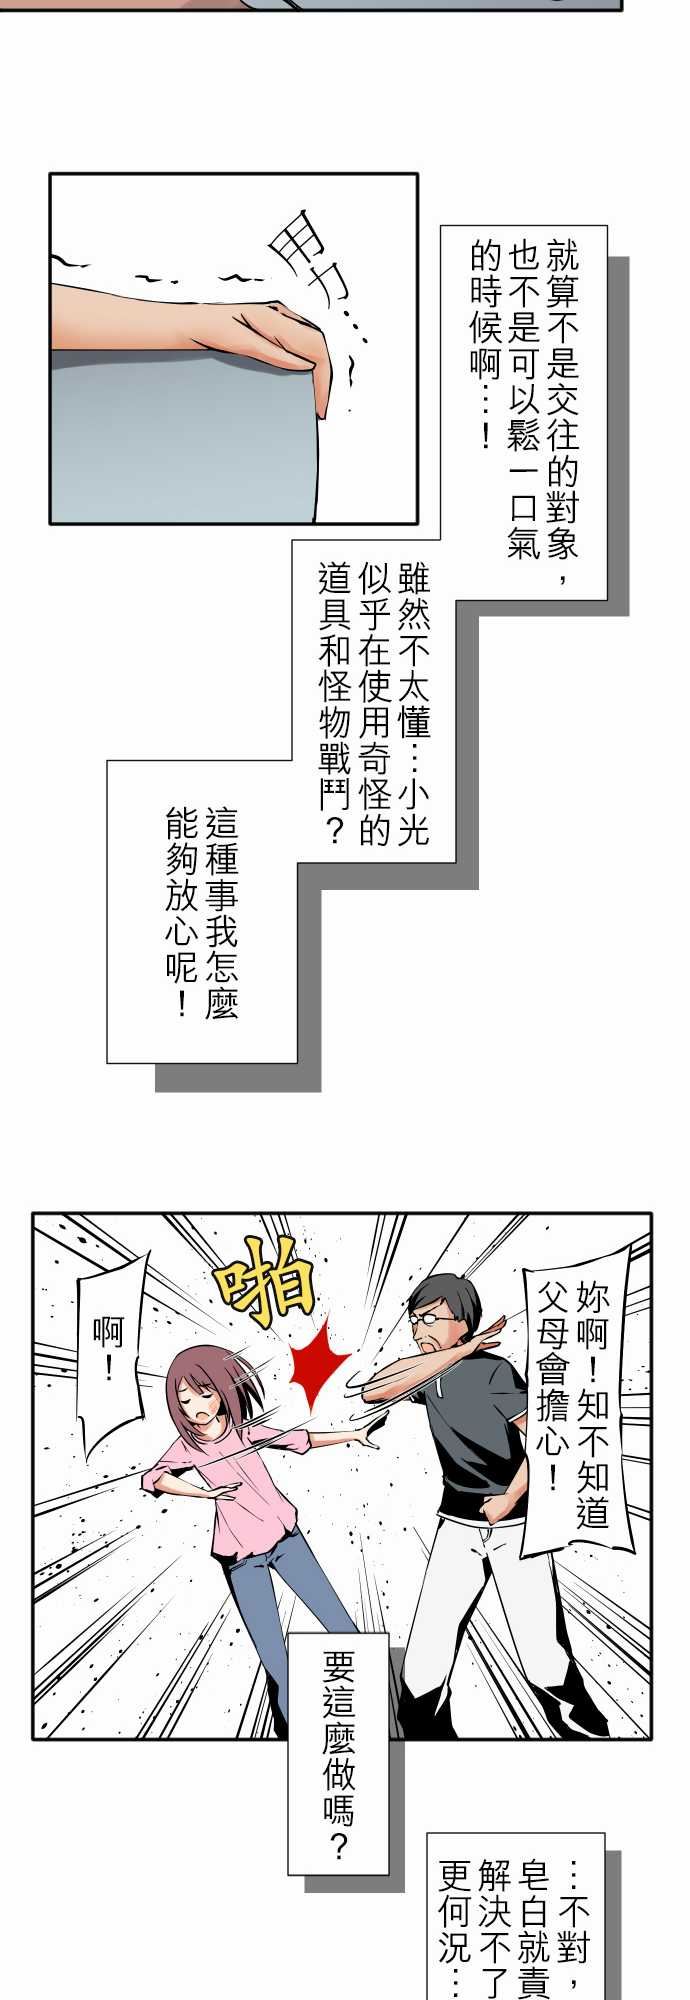 用力…
就算不是交往的對象，
也不是可以鬆一口氣
的時候啊…！
雖然不太懂…小光
似乎在使用奇怪的
道具和怪物戰鬥？
這種事我怎麼
能夠放心呢！
妳啊！知不知道
父母會擔心！
啪
啊！
要這麼做嗎？
…不對，
皂白就責
解決不了
更何況…